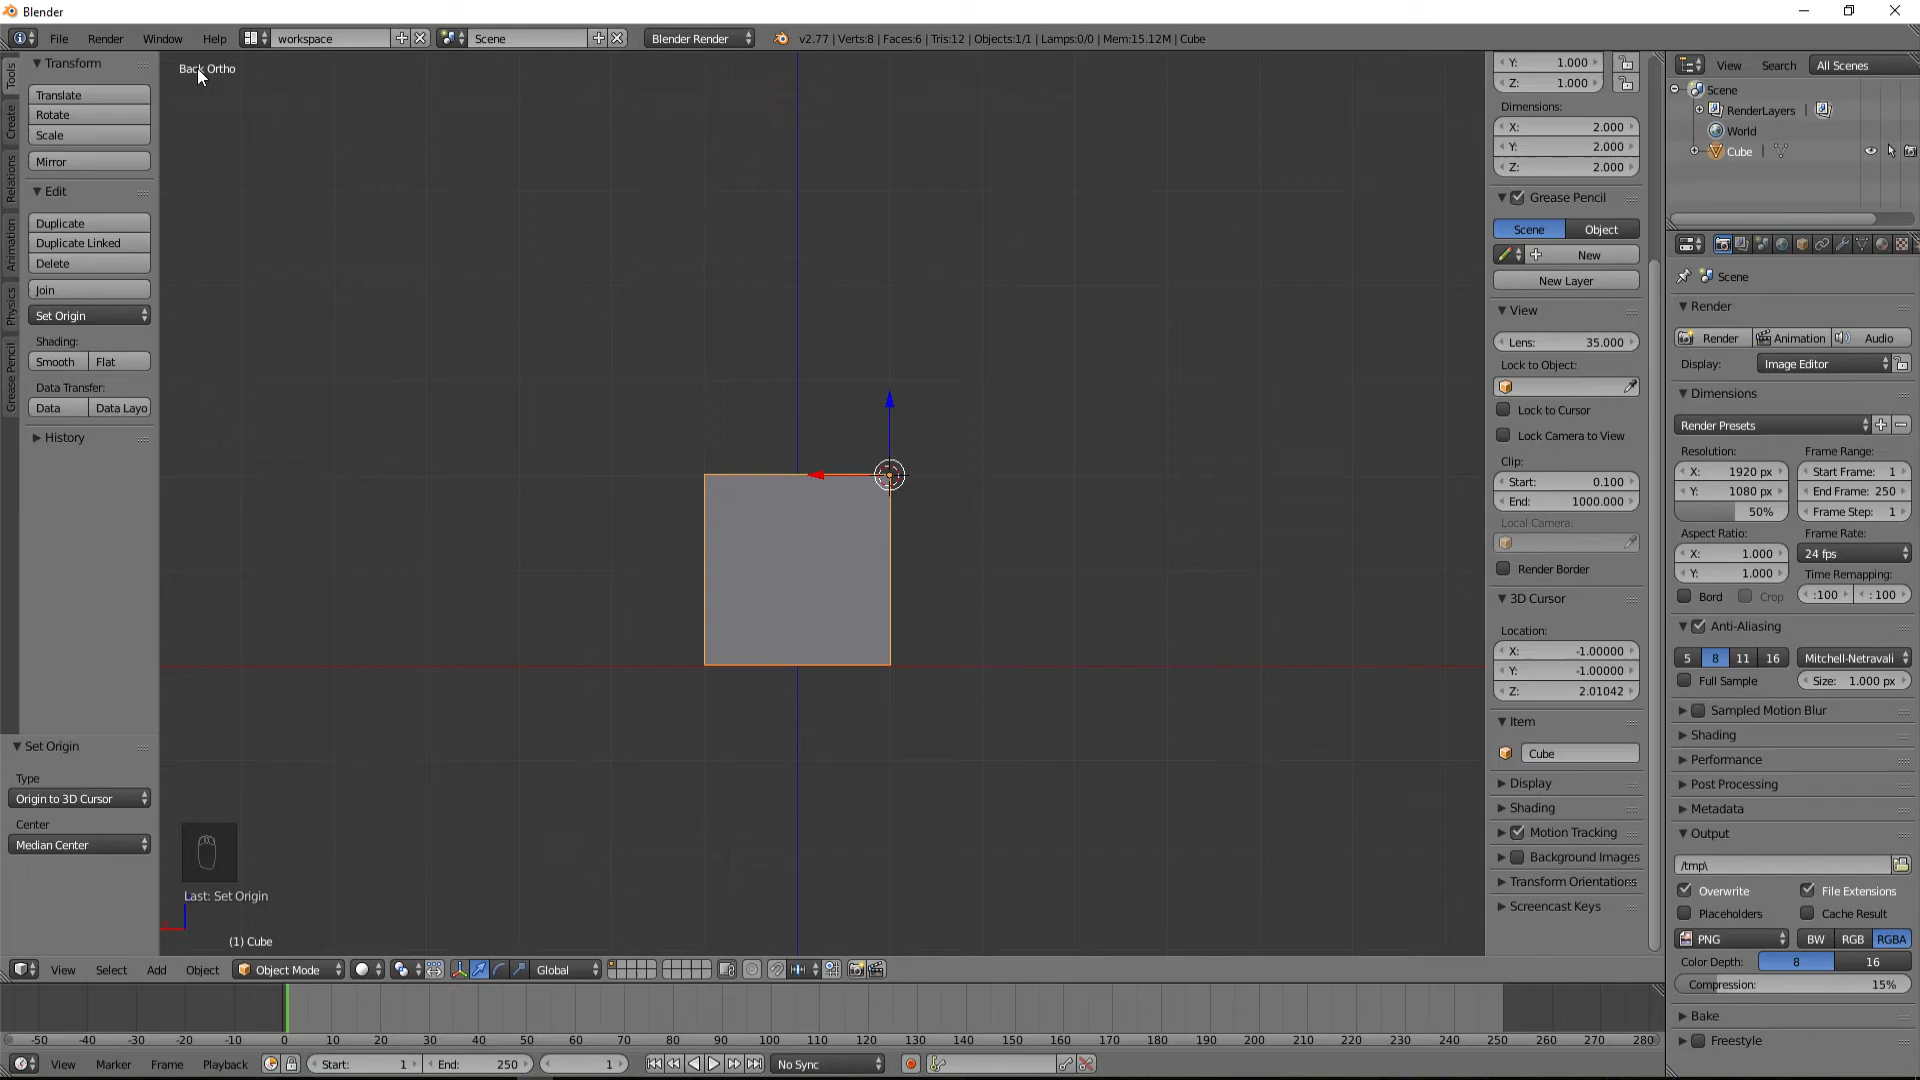 Blender
File Render Window Help workspace Scene Blender Render v2.77 | Verts:8 | Faces:6 | Tris:12 | Objects:1/1 | Lamps:0/0 | Mem:15.12M | Cube
Tools
Create
Relations
Animation
Physics
Grease Pencil
Transform
Translate
Rotate
Scale
Mirror
Edit
Duplicate
Duplicate Linked
Delete
Join
Set Origin
Shading:
Smooth Flat
Data Transfer:
Data Data Layo
History
Set Origin
Type
Origin to 3D Cursor
Center
Median Center
Back Ortho
Last: Set Origin
(1) Cube
Y: 1.000
Z: 1.000
Dimensions:
X: 2.000
Y: 2.000
Z: 2.000
Grease Pencil
Scene Object
New
New Layer
View
Lens: 35.000
Lock to Object:
Lock to Cursor
Lock Camera to View
Clip:
Start: 0.100
End: 1000.000
Local Camera:
Render Border
3D Cursor
Location:
X: -1.00000
Y: -1.00000
Z: 2.01042
Item
Cube
Display
Shading
Motion Tracking
Background Images
Transform Orientations
Screencast Keys
View Search All Scenes
Scene
RenderLayers |
World
Cube |
Scene
Render
Render Animation Audio
Display: Image Editor
Dimensions
Render Presets
Resolution: Frame Range:
X: 1920 px Start Frame: 1
Y: 1080 px End Frame: 250
50% Frame Step: 1
Aspect Ratio: Frame Rate:
X: 1.000 24 fps
Y: 1.000 Time Remapping:
Bord Crop :100 : 100
Anti-Aliasing
5 8 11 16 Mitchell-Netravali
Full Sample Size: 1.000 px
Sampled Motion Blur
Shading
Performance
Post Processing
Metadata
Output
/tmp\
Overwrite File Extensions
Placeholders Cache Result
PNG BW RGB RGBA
Color Depth: 8 16
Compression: 15%
Bake
Freestyle
View Select Add Object Object Mode Global
-50 -40 -30 -20 -10 0 10 20 30 40 50 60 70 80 90 100 110 120 130 140 150 160 170 180 190 200 210 220 230 240 250 260 270 280
View Marker Frame Playback Start: 1 End: 250 1 No Sync